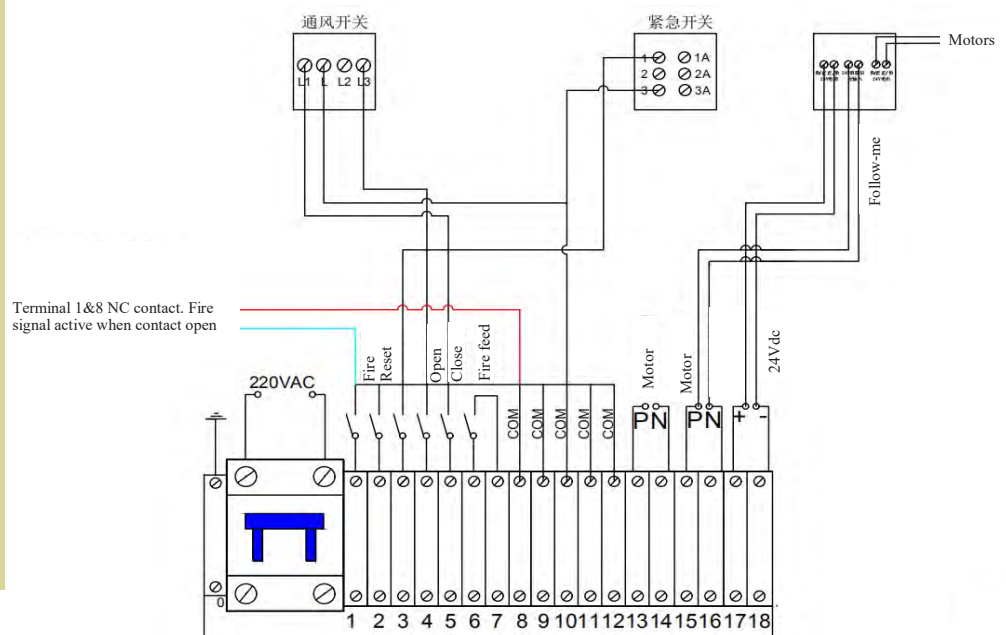 通风开关
紧急开关
Motors
L1 L L2 L3
1 1A
2 2A
3 3A
Follow-me
Terminal 1&8 NC contact. Fire
signal active when contact open
220VAC
Fire
Reset
Open
Close
Fire feed
COM
COM
COM
COM
COM
Motor
PN
Motor
PN
24Vdc
+ -
0
1 2 3 4 5 6 7 8 9 10 11 12 13 14 15 16 17 18